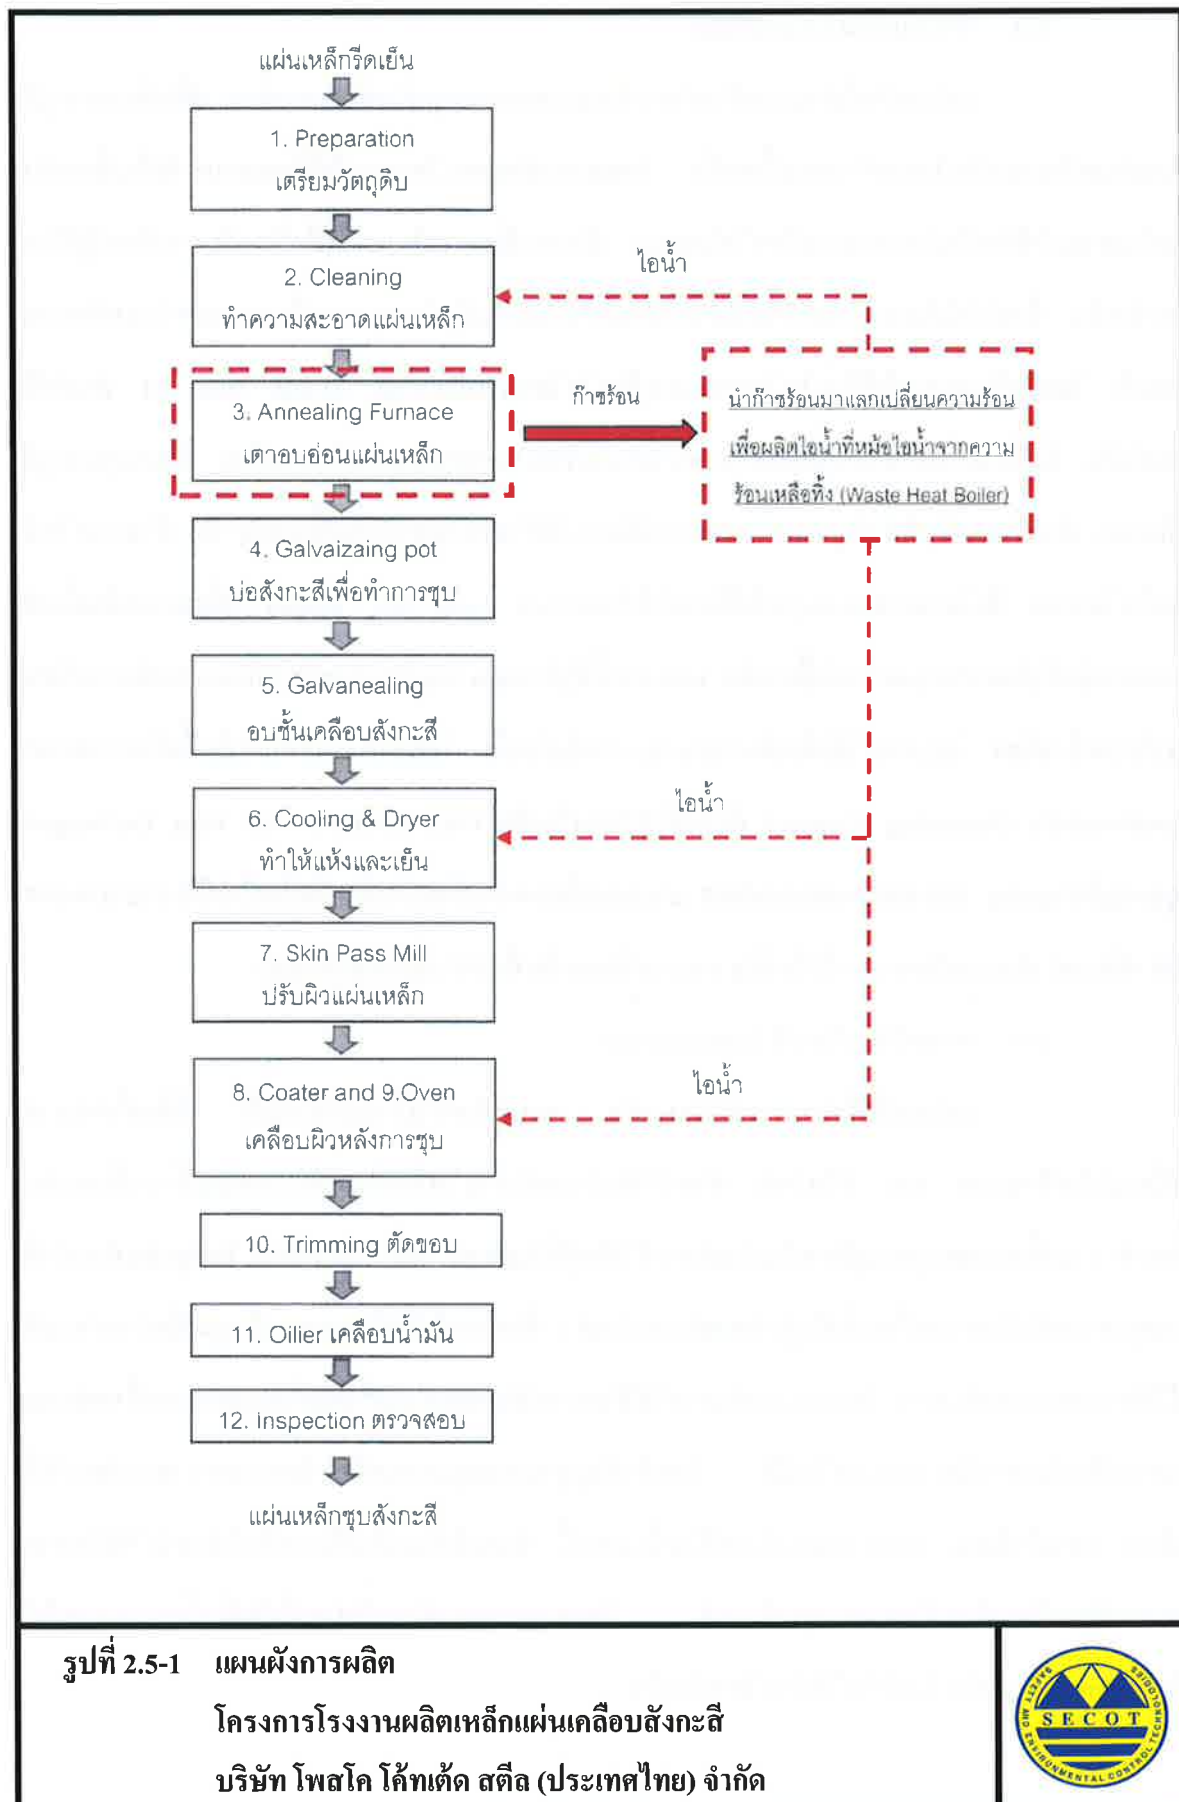 แผ่นเหล็กรีดเย็น
1. Preparation
เตรียมวัตถุดิบ
2. Cleaning
ทำความสะอาดแผ่นเหล็ก
ไอน้ำ
3. Annealing Furnace
เตาอบอ่อนแผ่นเหล็ก
ก๊าซร้อน
นำก๊าซร้อนมาแลกเปลี่ยนความร้อน
เพื่อผลิตไอน้ำที่หม้อไอน้ำจากความ
ร้อนเหลือทิ้ง (Waste Heat Boiler)
4. Galvaizaing pot
บ่อสังกะสีเพื่อทำการชุบ
5. Galvanealing
อบชั้นเคลือบสังกะสี
6. Cooling & Dryer
ทำให้แห้งและเย็น
ไอน้ำ
7. Skin Pass Mill
ปรับผิวแผ่นเหล็ก
8. Coater and 9.Oven
เคลือบผิวหลังการชุบ
ไอน้ำ
10. Trimming ตัดขอบ
11. Oilier เคลือบน้ำมัน
12. Inspection ตรวจสอบ
แผ่นเหล็กชุบสังกะสี
รูปที่ 2.5-1 แผนผังการผลิต
โครงการโรงงานผลิตเหล็กแผ่นเคลือบสังกะสี
บริษัท โพสโค โค้ทเต้ด สตีล (ประเทศไทย) จำกัด
SECOT
SAFETY AND ENVIRONMENTAL CONTROL TECHNOLOGIES